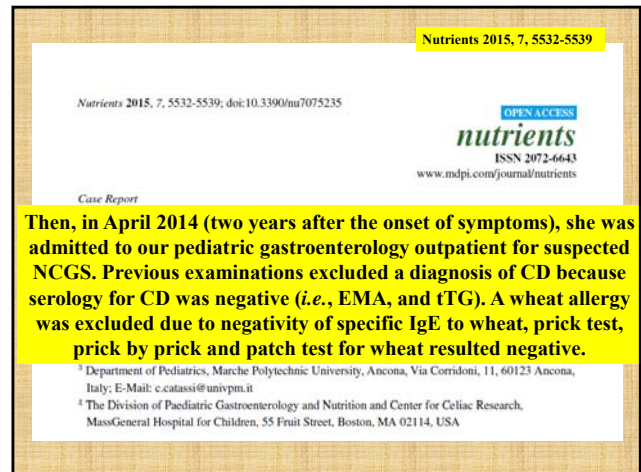 Nutrients 2015, 7, 5532-5539
Nutrients 2015, 7, 5532-5539; doi:10.3390/nu7075235
OPEN ACCESS
nutrients
ISSN 2072-6643
www.mdpi.com/journal/nutrients
Case Report
Then, in April 2014 (two years after the onset of symptoms), she was
admitted to our pediatric gastroenterology outpatient for suspected
NCGS. Previous examinations excluded a diagnosis of CD because
serology for CD was negative (i.e., EMA, and tTG). A wheat allergy
was excluded due to negativity of specific IgE to wheat, prick test,
prick by prick and patch test for wheat resulted negative.
3 Department of Pediatrics, Marche Polytechnic University, Ancona, Via Corridoni, 11, 60123 Ancona,
Italy; E-Mail: c.catassi@univpm.it
4 The Division of Paediatric Gastroenterology and Nutrition and Center for Celiac Research,
MassGeneral Hospital for Children, 55 Fruit Street, Boston, MA 02114, USA